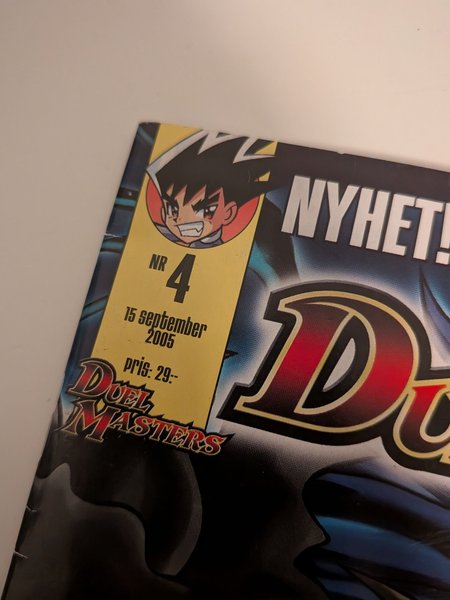 NYHET!
NR 4
15 september
2005
pris: 29:-
DUEL
MASTERS